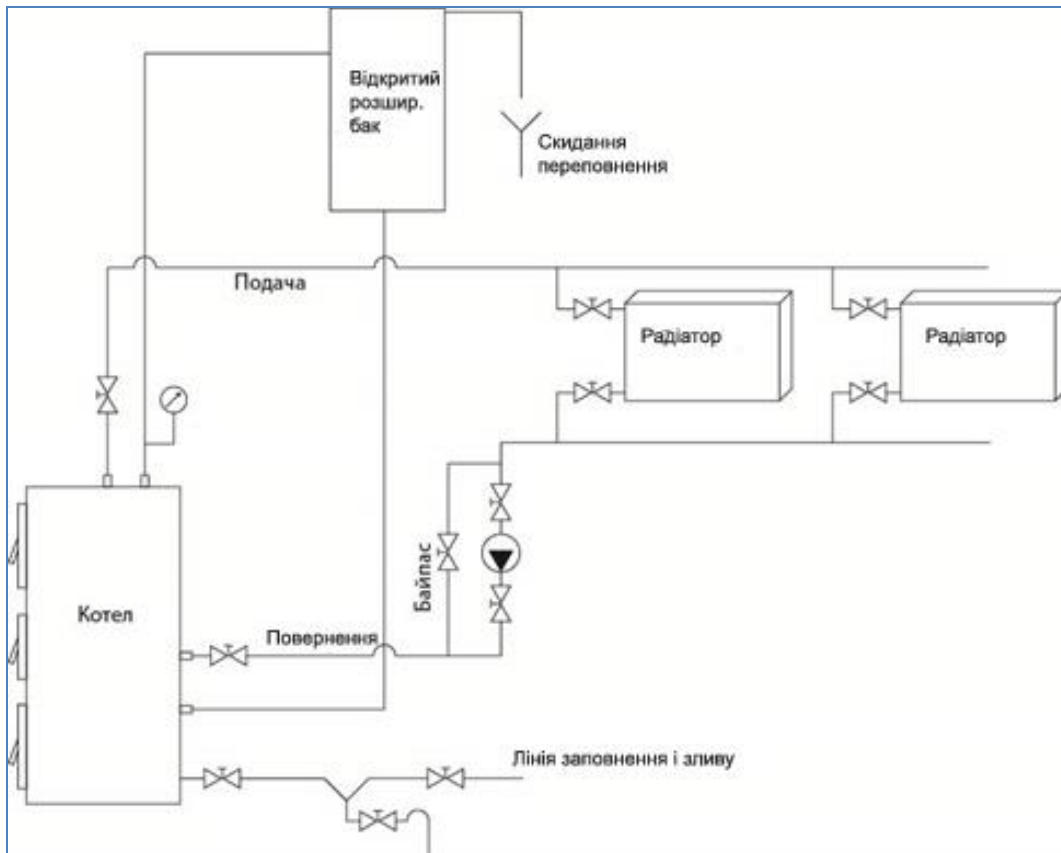 Відкритий
розшир.
бак
Скидання
переповнення
Подача
Радіатор
Радіатор
Байпас
Котел
Повернення
Лінія заповнення і зливу